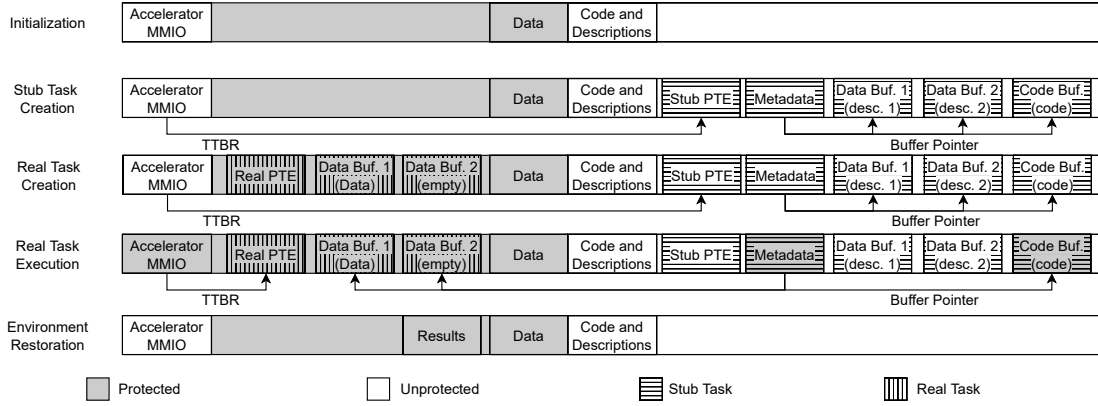 Initialization
Accelerator
MMIO
Data
Code and
Descriptions
Stub Task
Creation
Accelerator
MMIO
Data
Code and
Descriptions
Stub PTE
Metadata
Data Buf. 1
(desc. 1)
Data Buf. 2
(desc. 2)
Code Buf.
(code)
TTBR
Buffer Pointer
Real Task
Creation
Accelerator
MMIO
Real PTE
Data Buf. 1
(Data)
Data Buf. 2
(empty)
Data
Code and
Descriptions
Stub PTE
Metadata
Data Buf. 1
(desc. 1)
Data Buf. 2
(desc. 2)
Code Buf.
(code)
TTBR
Buffer Pointer
Real Task
Execution
Accelerator
MMIO
Real PTE
Data Buf. 1
(Data)
Data Buf. 2
(empty)
Data
Code and
Descriptions
Stub PTE
Metadata
Data Buf. 1
(desc. 1)
Data Buf. 2
(desc. 2)
Code Buf.
(code)
TTBR
Buffer Pointer
Environment
Restoration
Accelerator
MMIO
Results
Data
Code and
Descriptions
Protected
Unprotected
Stub Task
Real Task